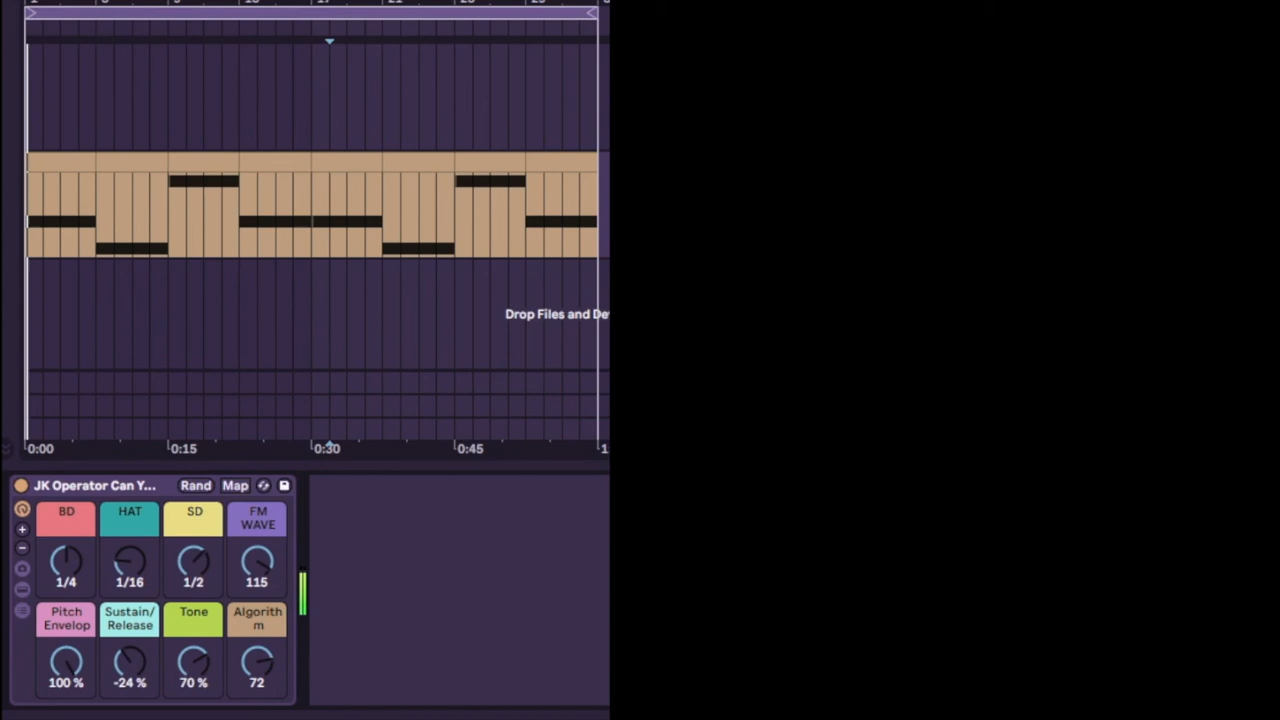 Drop Files and De
0:00 0:15 0:30 0:45 1
JK Operator Can Y... Rand Map
BD HAT SD FM
WAVE
1/4 1/16 1/2 115
Pitch Sustain/ Tone Algorith
Envelop Release m
100 % -24 % 70 % 72